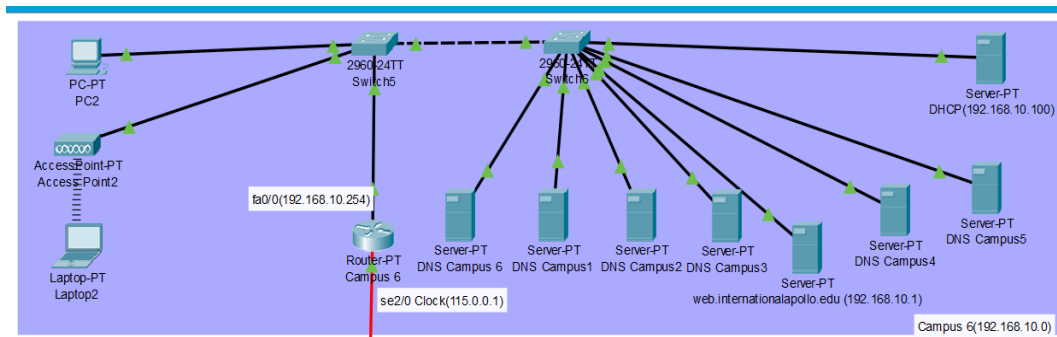 PC-PT
PC2
2960-24TT
Switch5
2960-24TT
Switch6
Server-PT
DHCP(192.168.10.100)
AccessPoint-PT
Access Point2
fa0/0(192.168.10.254)
Laptop-PT
Laptop2
Router-PT
Campus 6
se2/0 Clock(115.0.0.1)
Server-PT
DNS Campus 6
Server-PT
DNS Campus1
Server-PT
DNS Campus2
Server-PT
DNS Campus3
Server-PT
web.internationalapollo.edu (192.168.10.1)
Server-PT
DNS Campus4
Server-PT
DNS Campus5
Campus 6(192.168.10.0)